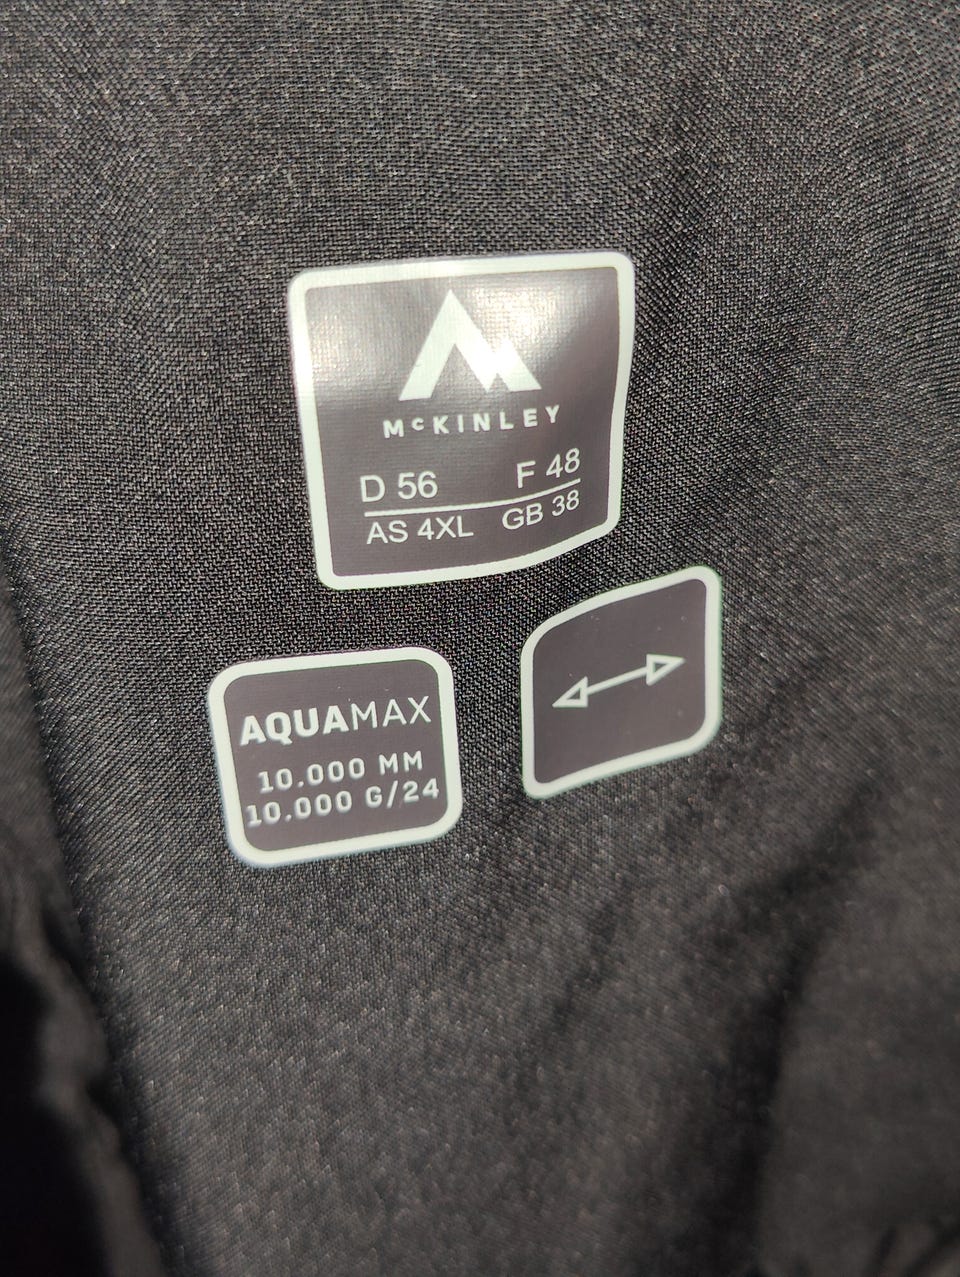 McKINLEY
D 56 F 48
AS 4XL GB 38
AQUAMAX
10.000 MM
10.000 G/24